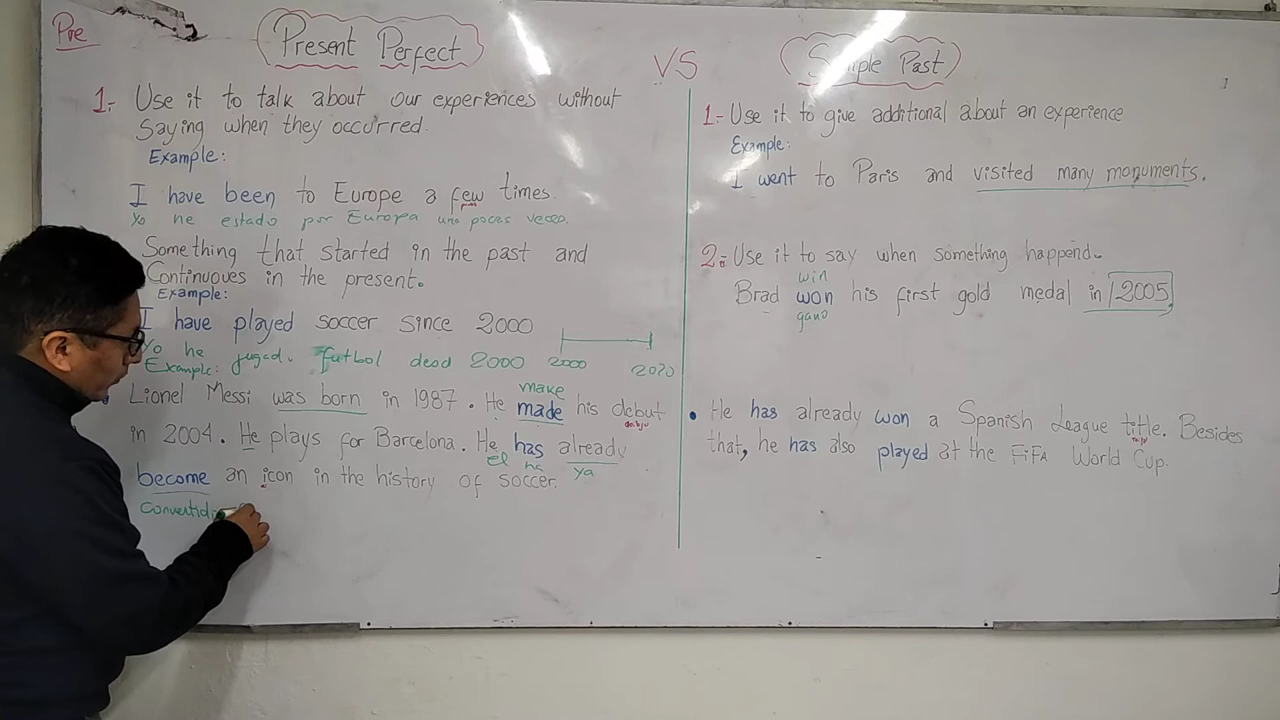 Pre
Present Perfect
1.- Use it to talk about our experiences without
saying when they occurred.
Example:
I have been to Europe a few times.
Yo he estado por Europa una pocas veces.
Something that started in the past and
Continuoves in the present.
Example:
I have played soccer since 2000
2000 2020
Yo he jugad. futbol desd 2000
Example:
make
Lionel Messi was born in 1987. He made his debut
in 2004. He plays for Barcelona. He has already
el ha ya
become an icon in the history of soccer.
Convertid
VS
Simple Past
1.- Use it to give additional about an experience
Example:
I went to Paris and visited many monuments.
2.- Use it to say when something happend.
win
Brad won his first gold medal in 2005
gano
• He has already won a Spanish League title. Besides
that, he has also played at the FiFA World Cup.